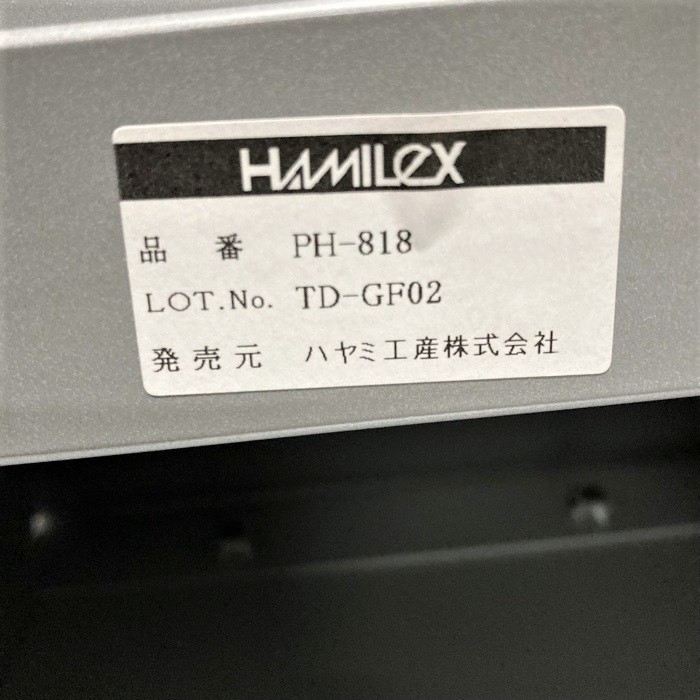 HAMILeX
品 番 PH-818
LOT.No. TD-GF02
発売元 ハヤミ工産株式会社